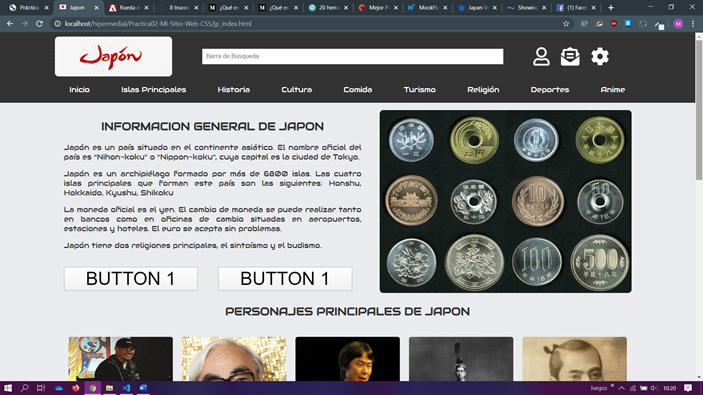 Práctica
Japon
Rueda de
8 trucos
¿Qué es
¿Qué es
20 herra
Mejor P
MockFl
Japan V
Showing
(1) Faceb
localhost/hipermedial/Practica02-Mi-Sitio-Web-CSS/jp_index.html
M
Japón
Barra de Busqueda
Inicio Islas Principales Historia Cultura Comida Turismo Religión Deportes Anime
INFORMACION GENERAL DE JAPON
Japón es un país situado en el continente asiático. El nombre oficial del
país es "Nihon-koku" o "Nippon-koku", cuya capital es la ciudad de Tokyo.
Japón es un archipiélago formado por más de 6800 islas. Las cuatro
islas principales que forman este país son las siguientes: Honshu,
Hokkaido, Kyushu, Shikoku
La moneda oficial es el yen. El cambio de moneda se puede realizar tanto
en bancos como en oficinas de cambio situadas en aeropuertos,
estaciones y hoteles. El euro se acepta sin problemas.
Japón tiene dos religiones principales, el sintoísmo y el budismo.
BUTTON 1 BUTTON 1
10
50
100
500
PERSONAJES PRINCIPALES DE JAPON
Juegos
10:20